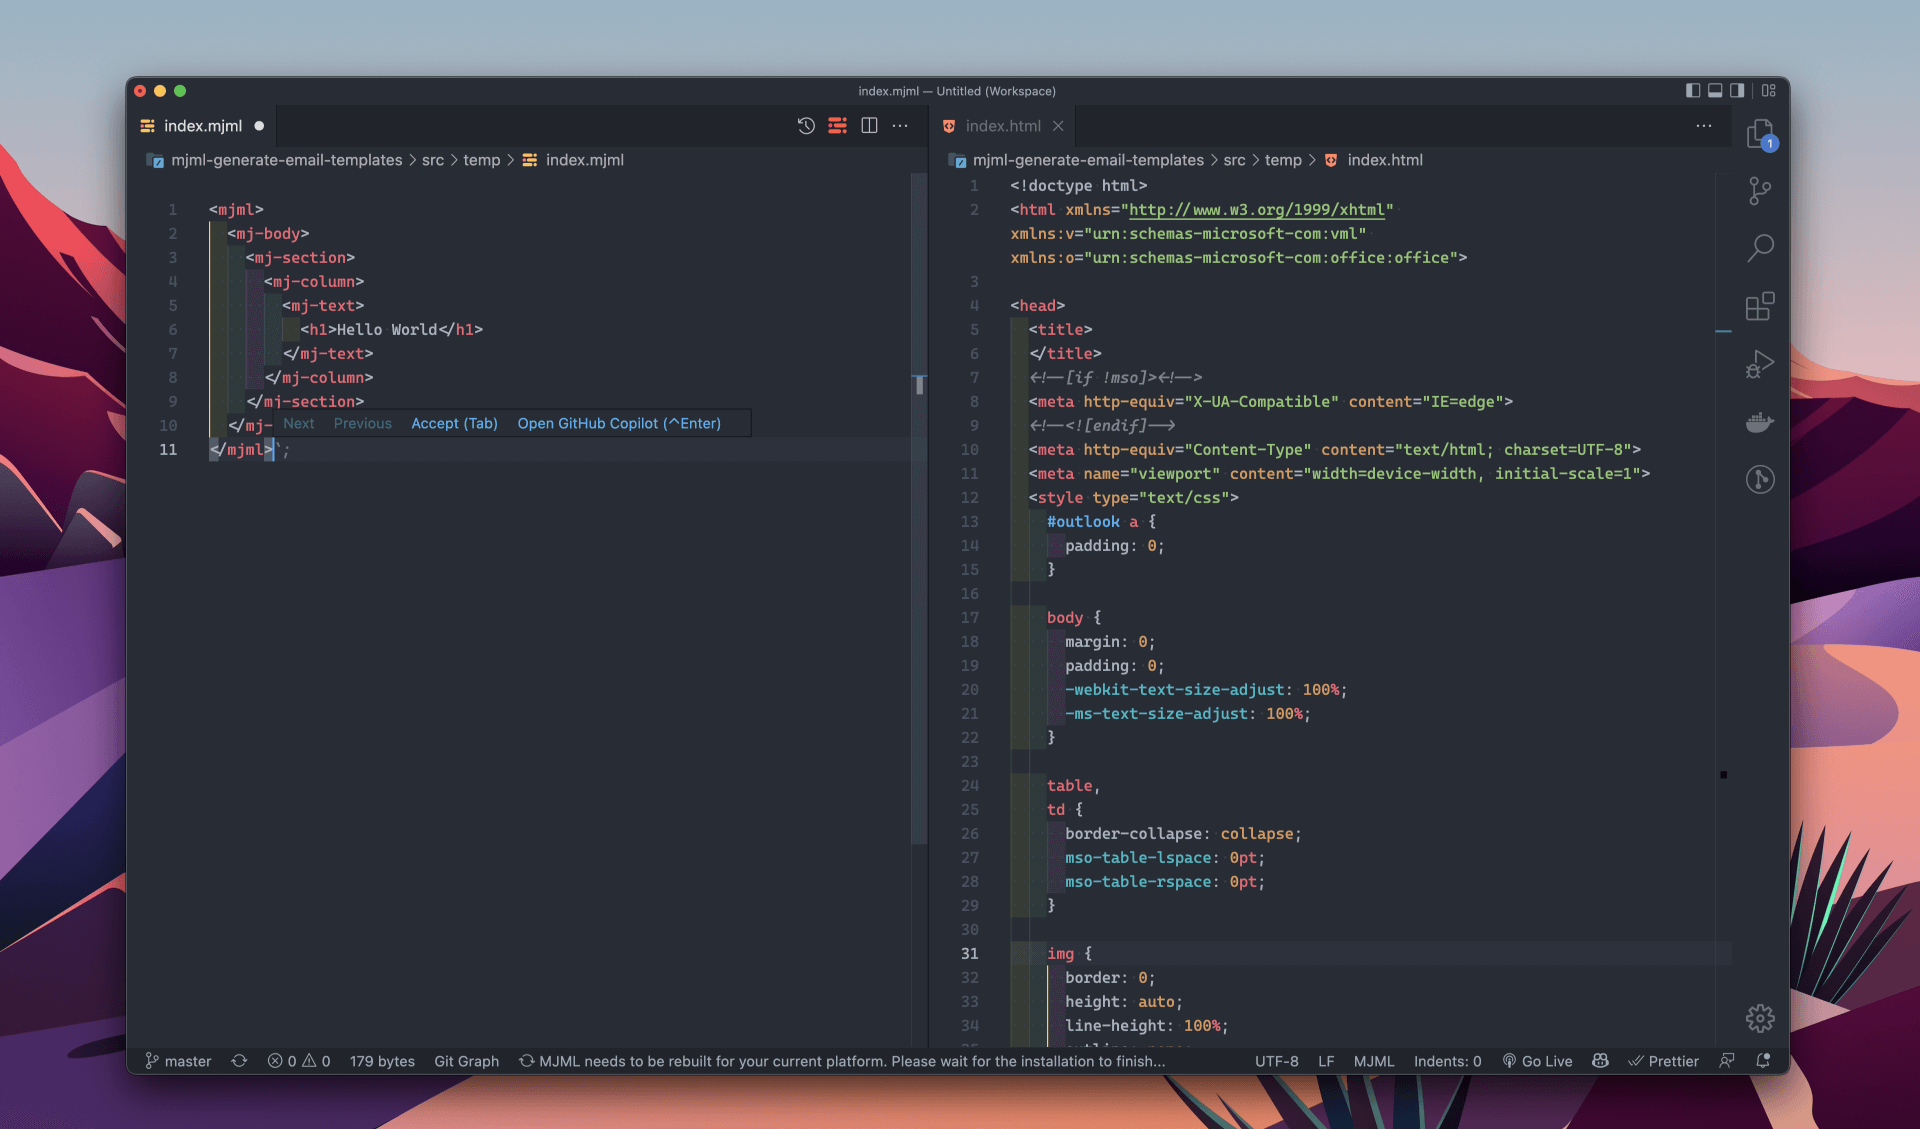 index.mjml — Untitled (Workspace)
index.mjml
mjml-generate-email-templates > src > temp > index.mjml
1 <mjml>
2 <mj-body>
3 <mj-section>
4 <mj-column>
5 <mj-text>
6 <h1>Hello World</h1>
7 </mj-text>
8 </mj-column>
9 </mj-section>
10 </mj-
Next Previous Accept (Tab) Open GitHub Copilot (^Enter)
11 </mjml>`;
index.html
mjml-generate-email-templates > src > temp > index.html
1 <!doctype html>
2 <html xmlns="http://www.w3.org/1999/xhtml"
xmlns:v="urn:schemas-microsoft-com:vml"
xmlns:o="urn:schemas-microsoft-com:office:office">
3
4 <head>
5 <title>
6 </title>
7 <!--[if !mso]><!-->
8 <meta http-equiv="X-UA-Compatible" content="IE=edge">
9 <!--<![endif]-->
10 <meta http-equiv="Content-Type" content="text/html; charset=UTF-8">
11 <meta name="viewport" content="width=device-width, initial-scale=1">
12 <style type="text/css">
13 #outlook a {
14 padding: 0;
15 }
16
17 body {
18 margin: 0;
19 padding: 0;
20 -webkit-text-size-adjust: 100%;
21 -ms-text-size-adjust: 100%;
22 }
23
24 table,
25 td {
26 border-collapse: collapse;
27 mso-table-lspace: 0pt;
28 mso-table-rspace: 0pt;
29 }
30
31 img {
32 border: 0;
33 height: auto;
34 line-height: 100%;
1
master 0 0 179 bytes Git Graph MJML needs to be rebuilt for your current platform. Please wait for the installation to finish... UTF-8 LF MJML Indents: 0 Go Live Prettier